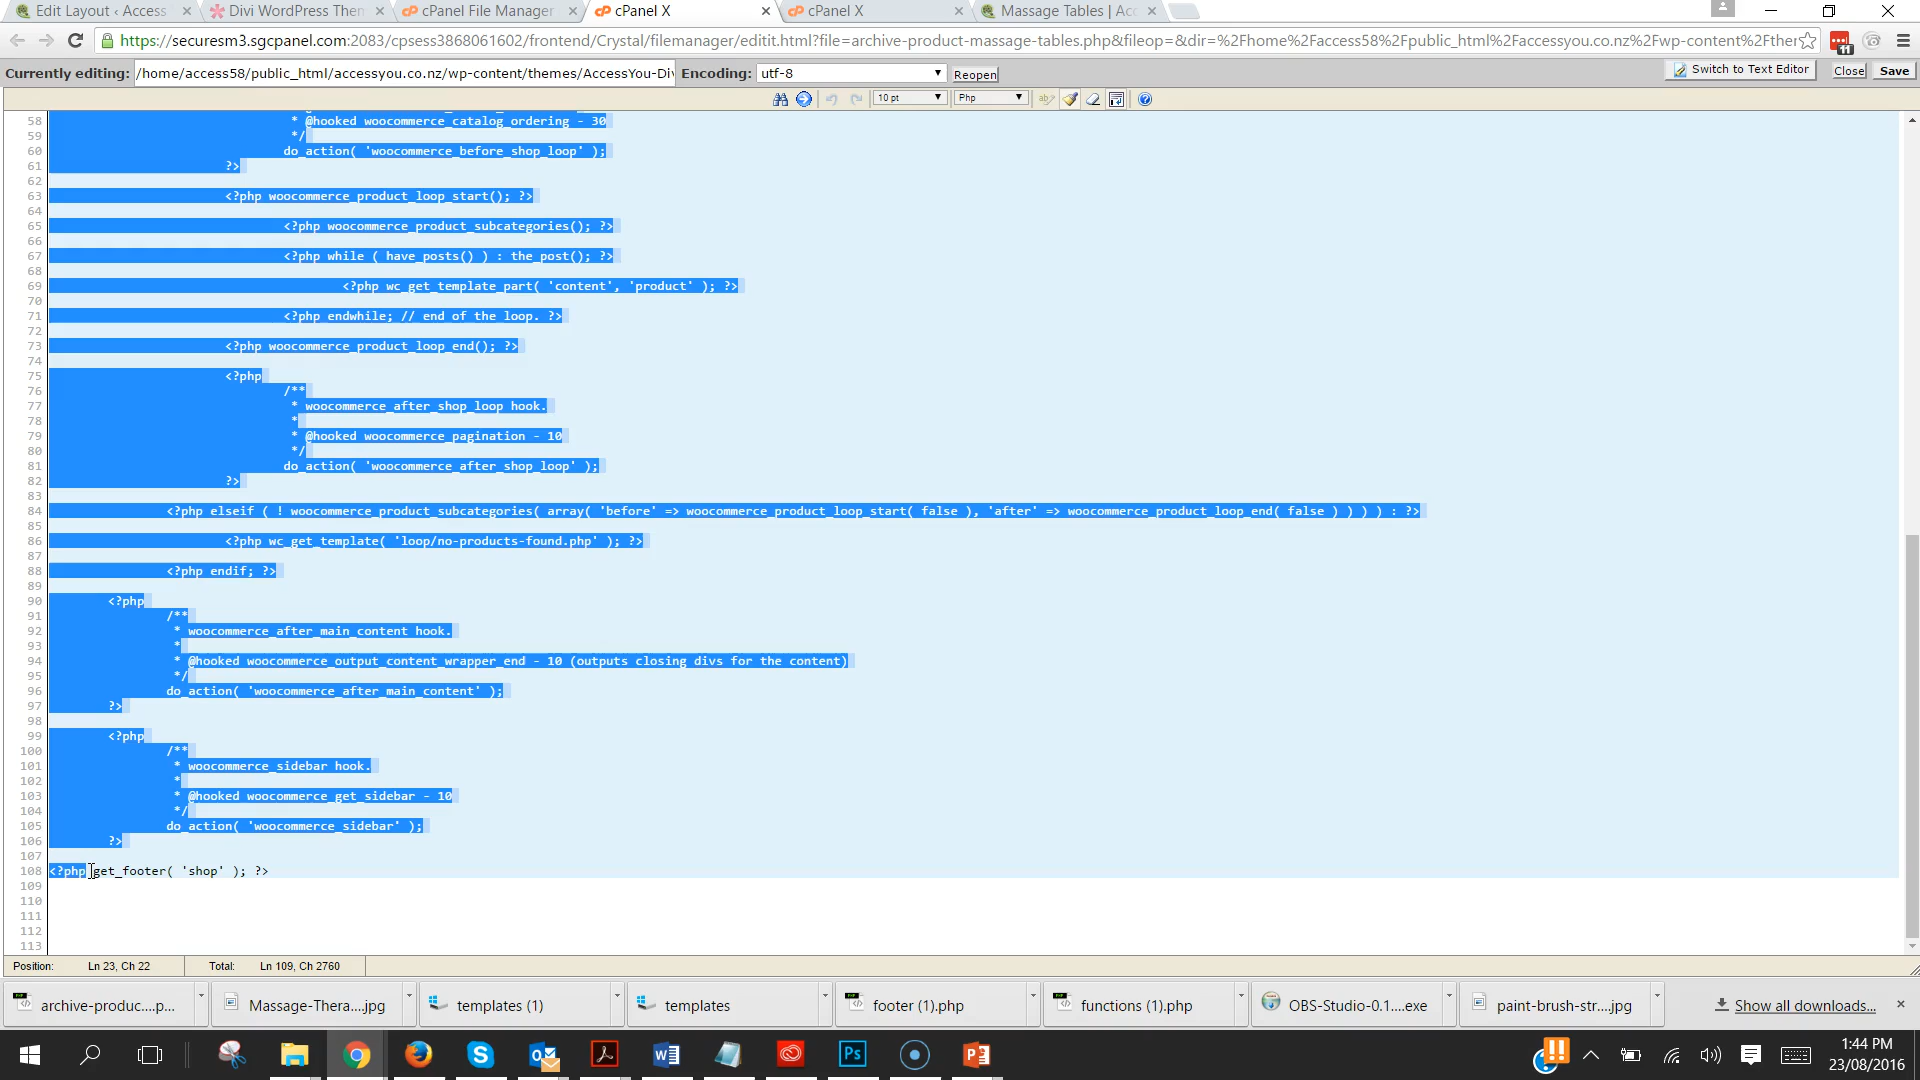 Edit Layout ‹ Access
Divi WordPress Them
cPanel File Manager
cPanel X
cPanel X
Massage Tables | Acc
https://securesm3.sgcpanel.com:2083/cpsess3868061602/frontend/Crystal/filemanager/editit.html?file=archive-product-massage-tables.php&fileop=&dir=%2Fhome%2Faccess58%2Fpublic_html%2Faccessyou.co.nz%2Fwp-content%2Fther
11
Currently editing: /home/access58/public_html/accessyou.co.nz/wp-content/themes/AccessYou-Di Encoding: utf-8 Reopen Switch to Text Editor Close Save
10 pt Php
58 * @hooked woocommerce_catalog_ordering - 30
59 */
60 do_action( 'woocommerce_before_shop_loop' );
61 ?>
62
63 <?php woocommerce_product_loop_start(); ?>
64
65 <?php woocommerce_product_subcategories(); ?>
66
67 <?php while ( have_posts() ) : the_post(); ?>
68
69 <?php wc_get_template_part( 'content', 'product' ); ?>
70
71 <?php endwhile; // end of the loop. ?>
72
73 <?php woocommerce_product_loop_end(); ?>
74
75 <?php
76 /**
77 * woocommerce_after_shop_loop hook.
78 *
79 * @hooked woocommerce_pagination - 10
80 */
81 do_action( 'woocommerce_after_shop_loop' );
82 ?>
83
84 <?php elseif ( ! woocommerce_product_subcategories( array( 'before' => woocommerce_product_loop_start( false ), 'after' => woocommerce_product_loop_end( false ) ) ) ) : ?>
85
86 <?php wc_get_template( 'loop/no-products-found.php' ); ?>
87
88 <?php endif; ?>
89
90 <?php
91 /**
92 * woocommerce_after_main_content hook.
93 *
94 * @hooked woocommerce_output_content_wrapper_end - 10 (outputs closing divs for the content)
95 */
96 do_action( 'woocommerce_after_main_content' );
97 ?>
98
99 <?php
100 /**
101 * woocommerce_sidebar hook.
102 *
103 * @hooked woocommerce_get_sidebar - 10
104 */
105 do_action( 'woocommerce_sidebar' );
106 ?>
107
108 <?php get_footer( 'shop' ); ?>
109
110
111
112
113
Position: Ln 23, Ch 22 Total: Ln 109, Ch 2760
archive-produc....p...
Massage-Thera....jpg
templates (1)
templates
footer (1).php
functions (1).php
OBS-Studio-0.1....exe
paint-brush-str....jpg
Show all downloads...
1:44 PM
23/08/2016